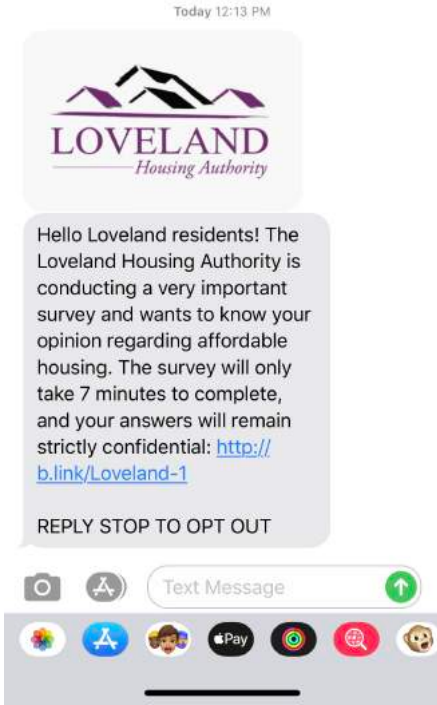 Today 12:13 PM
LOVELAND
Housing Authority
Hello Loveland residents! The
Loveland Housing Authority is
conducting a very important
survey and wants to know your
opinion regarding affordable
housing. The survey will only
take 7 minutes to complete,
and your answers will remain
strictly confidential: http://
b.link/Loveland-1
REPLY STOP TO OPT OUT
Text Message
Pay